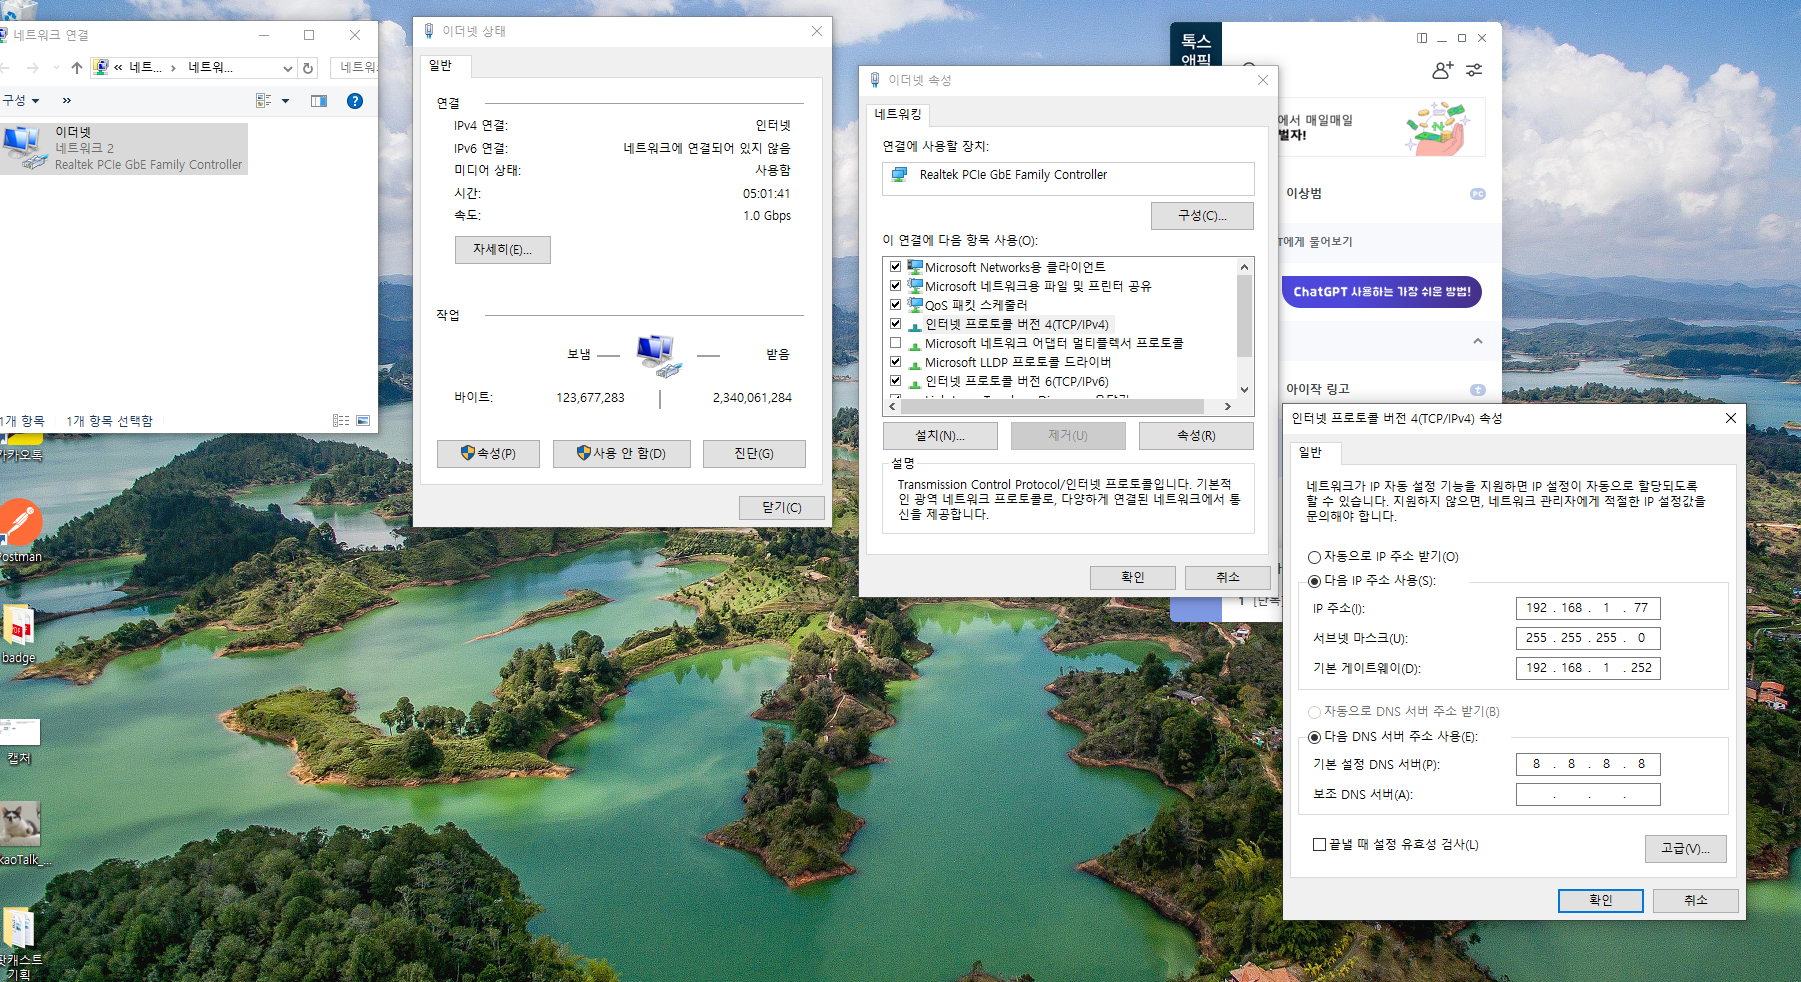 네트워크 연결
« 네트... › 네트워... 네트워
구성 »
이더넷
네트워크 2
Realtek PCIe GbE Family Controller
1개 항목 1개 항목 선택함
카카오톡
Postman
badge
캡처
kaoTalk_...
팟캐스트
기획
이더넷 상태
일반
연결
IPv4 연결: 인터넷
IPv6 연결: 네트워크에 연결되어 있지 않음
미디어 상태: 사용함
시간: 05:01:41
속도: 1.0 Gbps
자세히(E)...
작업
보냄 받음
바이트: 123,677,283 2,340,061,284
속성(P) 사용 안 함(D) 진단(G)
닫기(C)
이더넷 속성
네트워킹
연결에 사용할 장치:
Realtek PCIe GbE Family Controller
구성(C)...
이 연결에 다음 항목 사용(O):
Microsoft Networks용 클라이언트
Microsoft 네트워크용 파일 및 프린터 공유
QoS 패킷 스케줄러
인터넷 프로토콜 버전 4(TCP/IPv4)
Microsoft 네트워크 어댑터 멀티플렉서 프로토콜
Microsoft LLDP 프로토콜 드라이버
인터넷 프로토콜 버전 6(TCP/IPv6)
설치(N)... 제거(U) 속성(R)
설명
Transmission Control Protocol/인터넷 프로토콜입니다. 기본적
인 광역 네트워크 프로토콜로, 다양하게 연결된 네트워크에서 통
신을 제공합니다.
확인 취소
톡스
앤필
에서 매일매일
벌자!
이상범 PC
T에게 물어보기
ChatGPT 사용하는 가장 쉬운 방법!
아이작 링고 t
1 [단독]
인터넷 프로토콜 버전 4(TCP/IPv4) 속성
일반
네트워크가 IP 자동 설정 기능을 지원하면 IP 설정이 자동으로 할당되도록
할 수 있습니다. 지원하지 않으면, 네트워크 관리자에게 적절한 IP 설정값을
문의해야 합니다.
자동으로 IP 주소 받기(O)
다음 IP 주소 사용(S):
IP 주소(I): 192 . 168 . 1 . 77
서브넷 마스크(U): 255 . 255 . 255 . 0
기본 게이트웨이(D): 192 . 168 . 1 . 252
자동으로 DNS 서버 주소 받기(B)
다음 DNS 서버 주소 사용(E):
기본 설정 DNS 서버(P): 8 . 8 . 8 . 8
보조 DNS 서버(A): . . .
끝낼 때 설정 유효성 검사(L)
고급(V)...
확인 취소